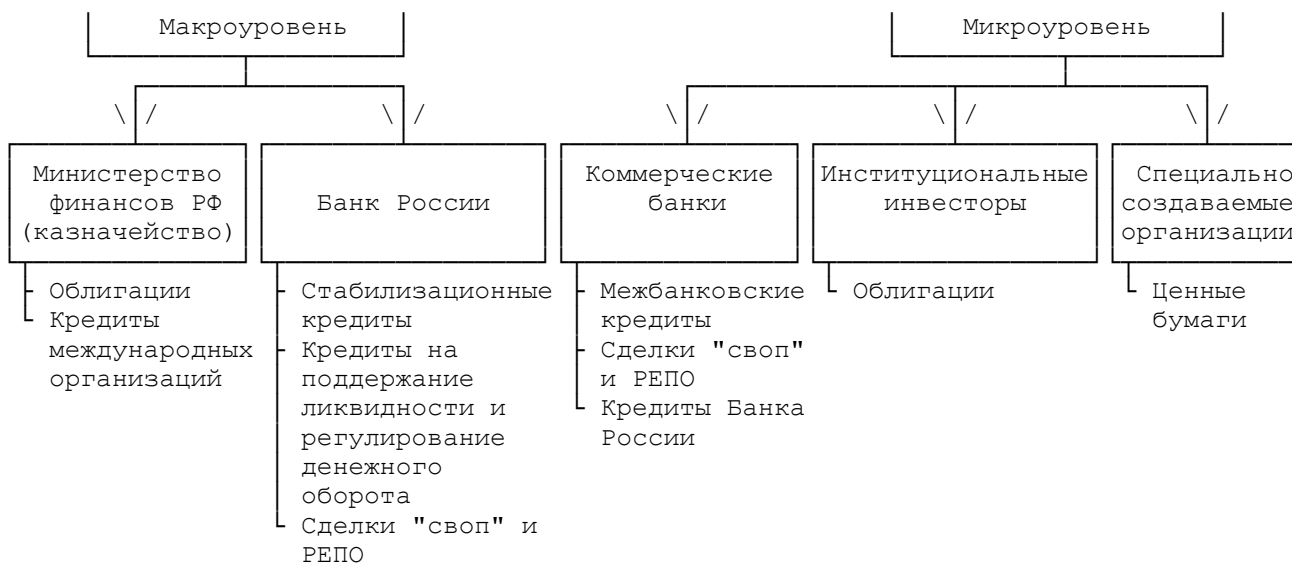 Макроуровень
Микроуровень
Министерство
финансов РФ
(казначейство)
Банк России
Коммерческие
банки
Институциональные
инвесторы
Специально
создаваемые
организации
Облигации
Кредиты
международных
организаций
Стабилизационные
кредиты
Кредиты на
поддержание
ликвидности и
регулирование
денежного
оборота
Сделки "своп" и
РЕПО
Межбанковские
кредиты
Сделки "своп"
и РЕПО
Кредиты Банка
России
Облигации
Ценные
бумаги